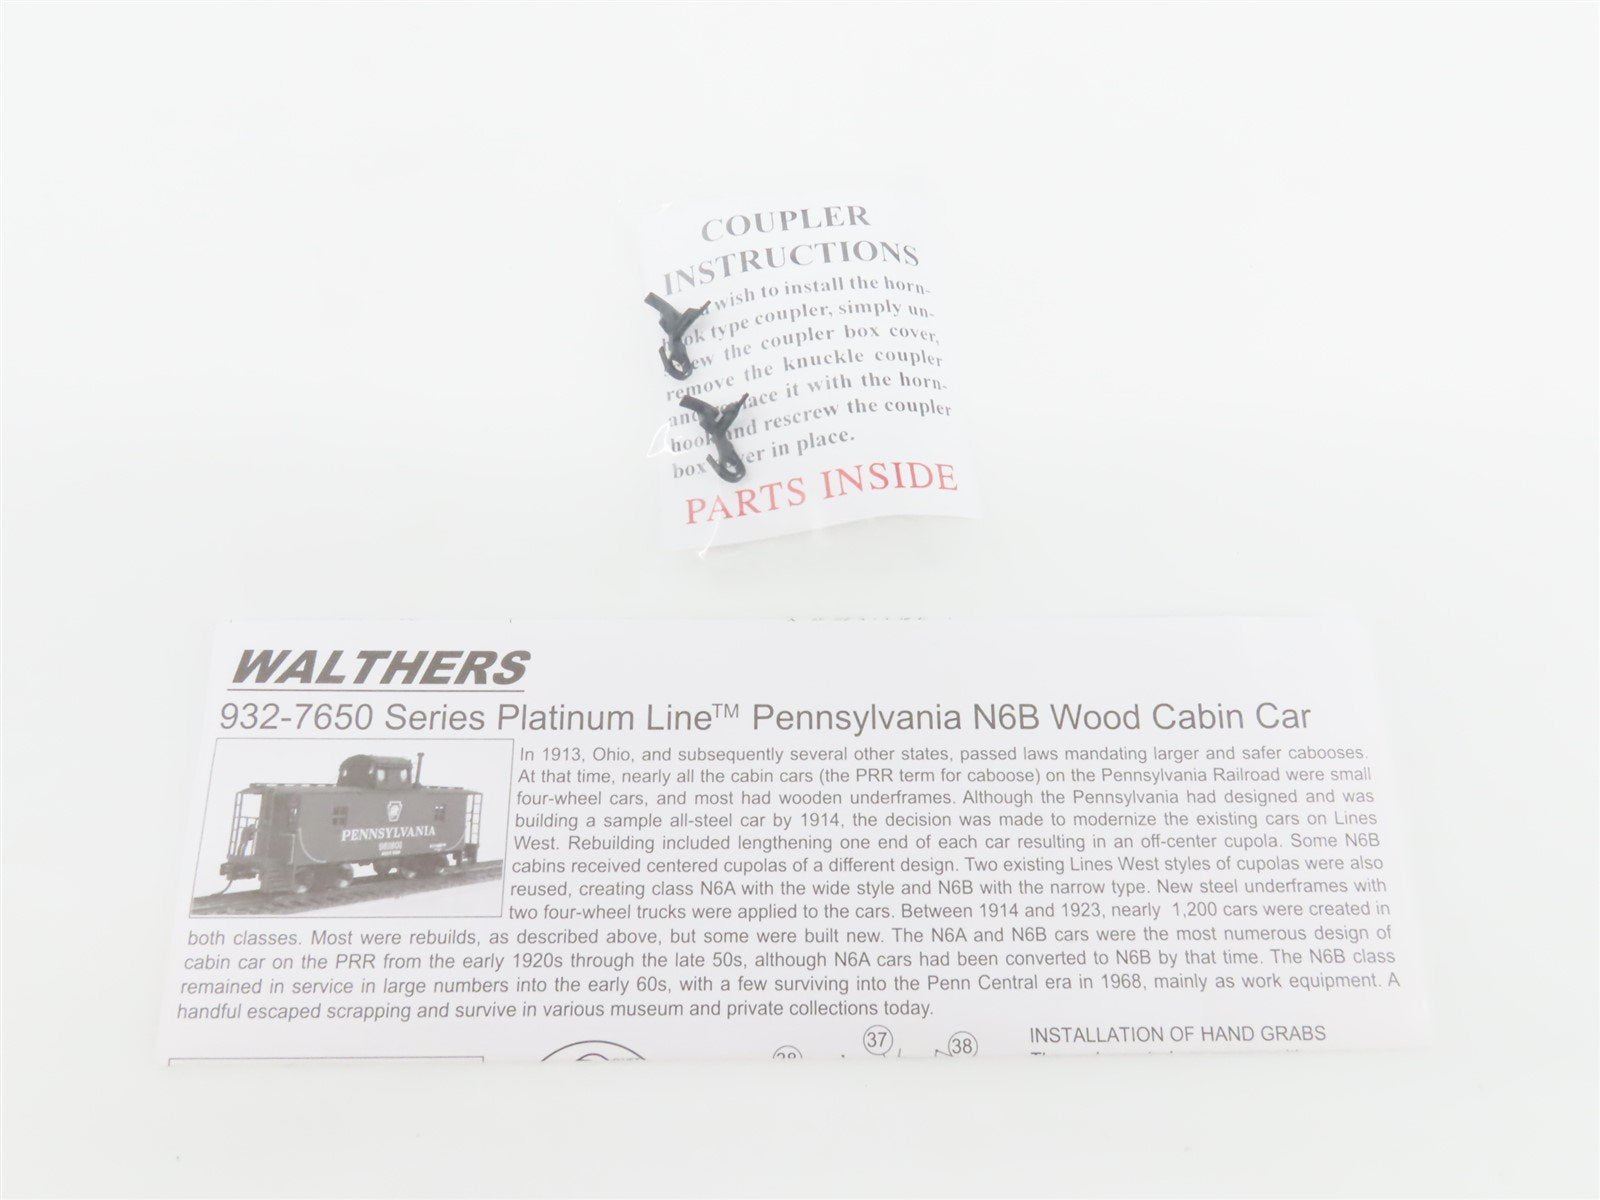 COUPLER
INSTRUCTIONS
wish to install the horn-
type coupler, simply un-
the coupler box cover,
remove the knuckle coupler
and it with the horn-
and rescrew the coupler
box in place.
PARTS INSIDE
WALTHERS
932-7650 Series Platinum Line™ Pennsylvania N6B Wood Cabin Car
PENNSYLVANIA
In 1913, Ohio, and subsequently several other states, passed laws mandating larger and safer cabooses.
At that time, nearly all the cabin cars (the PRR term for caboose) on the Pennsylvania Railroad were small
four-wheel cars, and most had wooden underframes. Although the Pennsylvania had designed and was
building a sample all-steel car by 1914, the decision was made to modernize the existing cars on Lines
West. Rebuilding included lengthening one end of each car resulting in an off-center cupola. Some N6B
cabins received centered cupolas of a different design. Two existing Lines West styles of cupolas were also
reused, creating class N6A with the wide style and N6B with the narrow type. New steel underframes with
two four-wheel trucks were applied to the cars. Between 1914 and 1923, nearly 1,200 cars were created in
both classes. Most were rebuilds, as described above, but some were built new. The N6A and N6B cars were the most numerous design of
cabin car on the PRR from the early 1920s through the late 50s, although N6A cars had been converted to N6B by that time. The N6B class
remained in service in large numbers into the early 60s, with a few surviving into the Penn Central era in 1968, mainly as work equipment. A
handful escaped scrapping and survive in various museum and private collections today.
37
38
INSTALLATION OF HAND GRABS